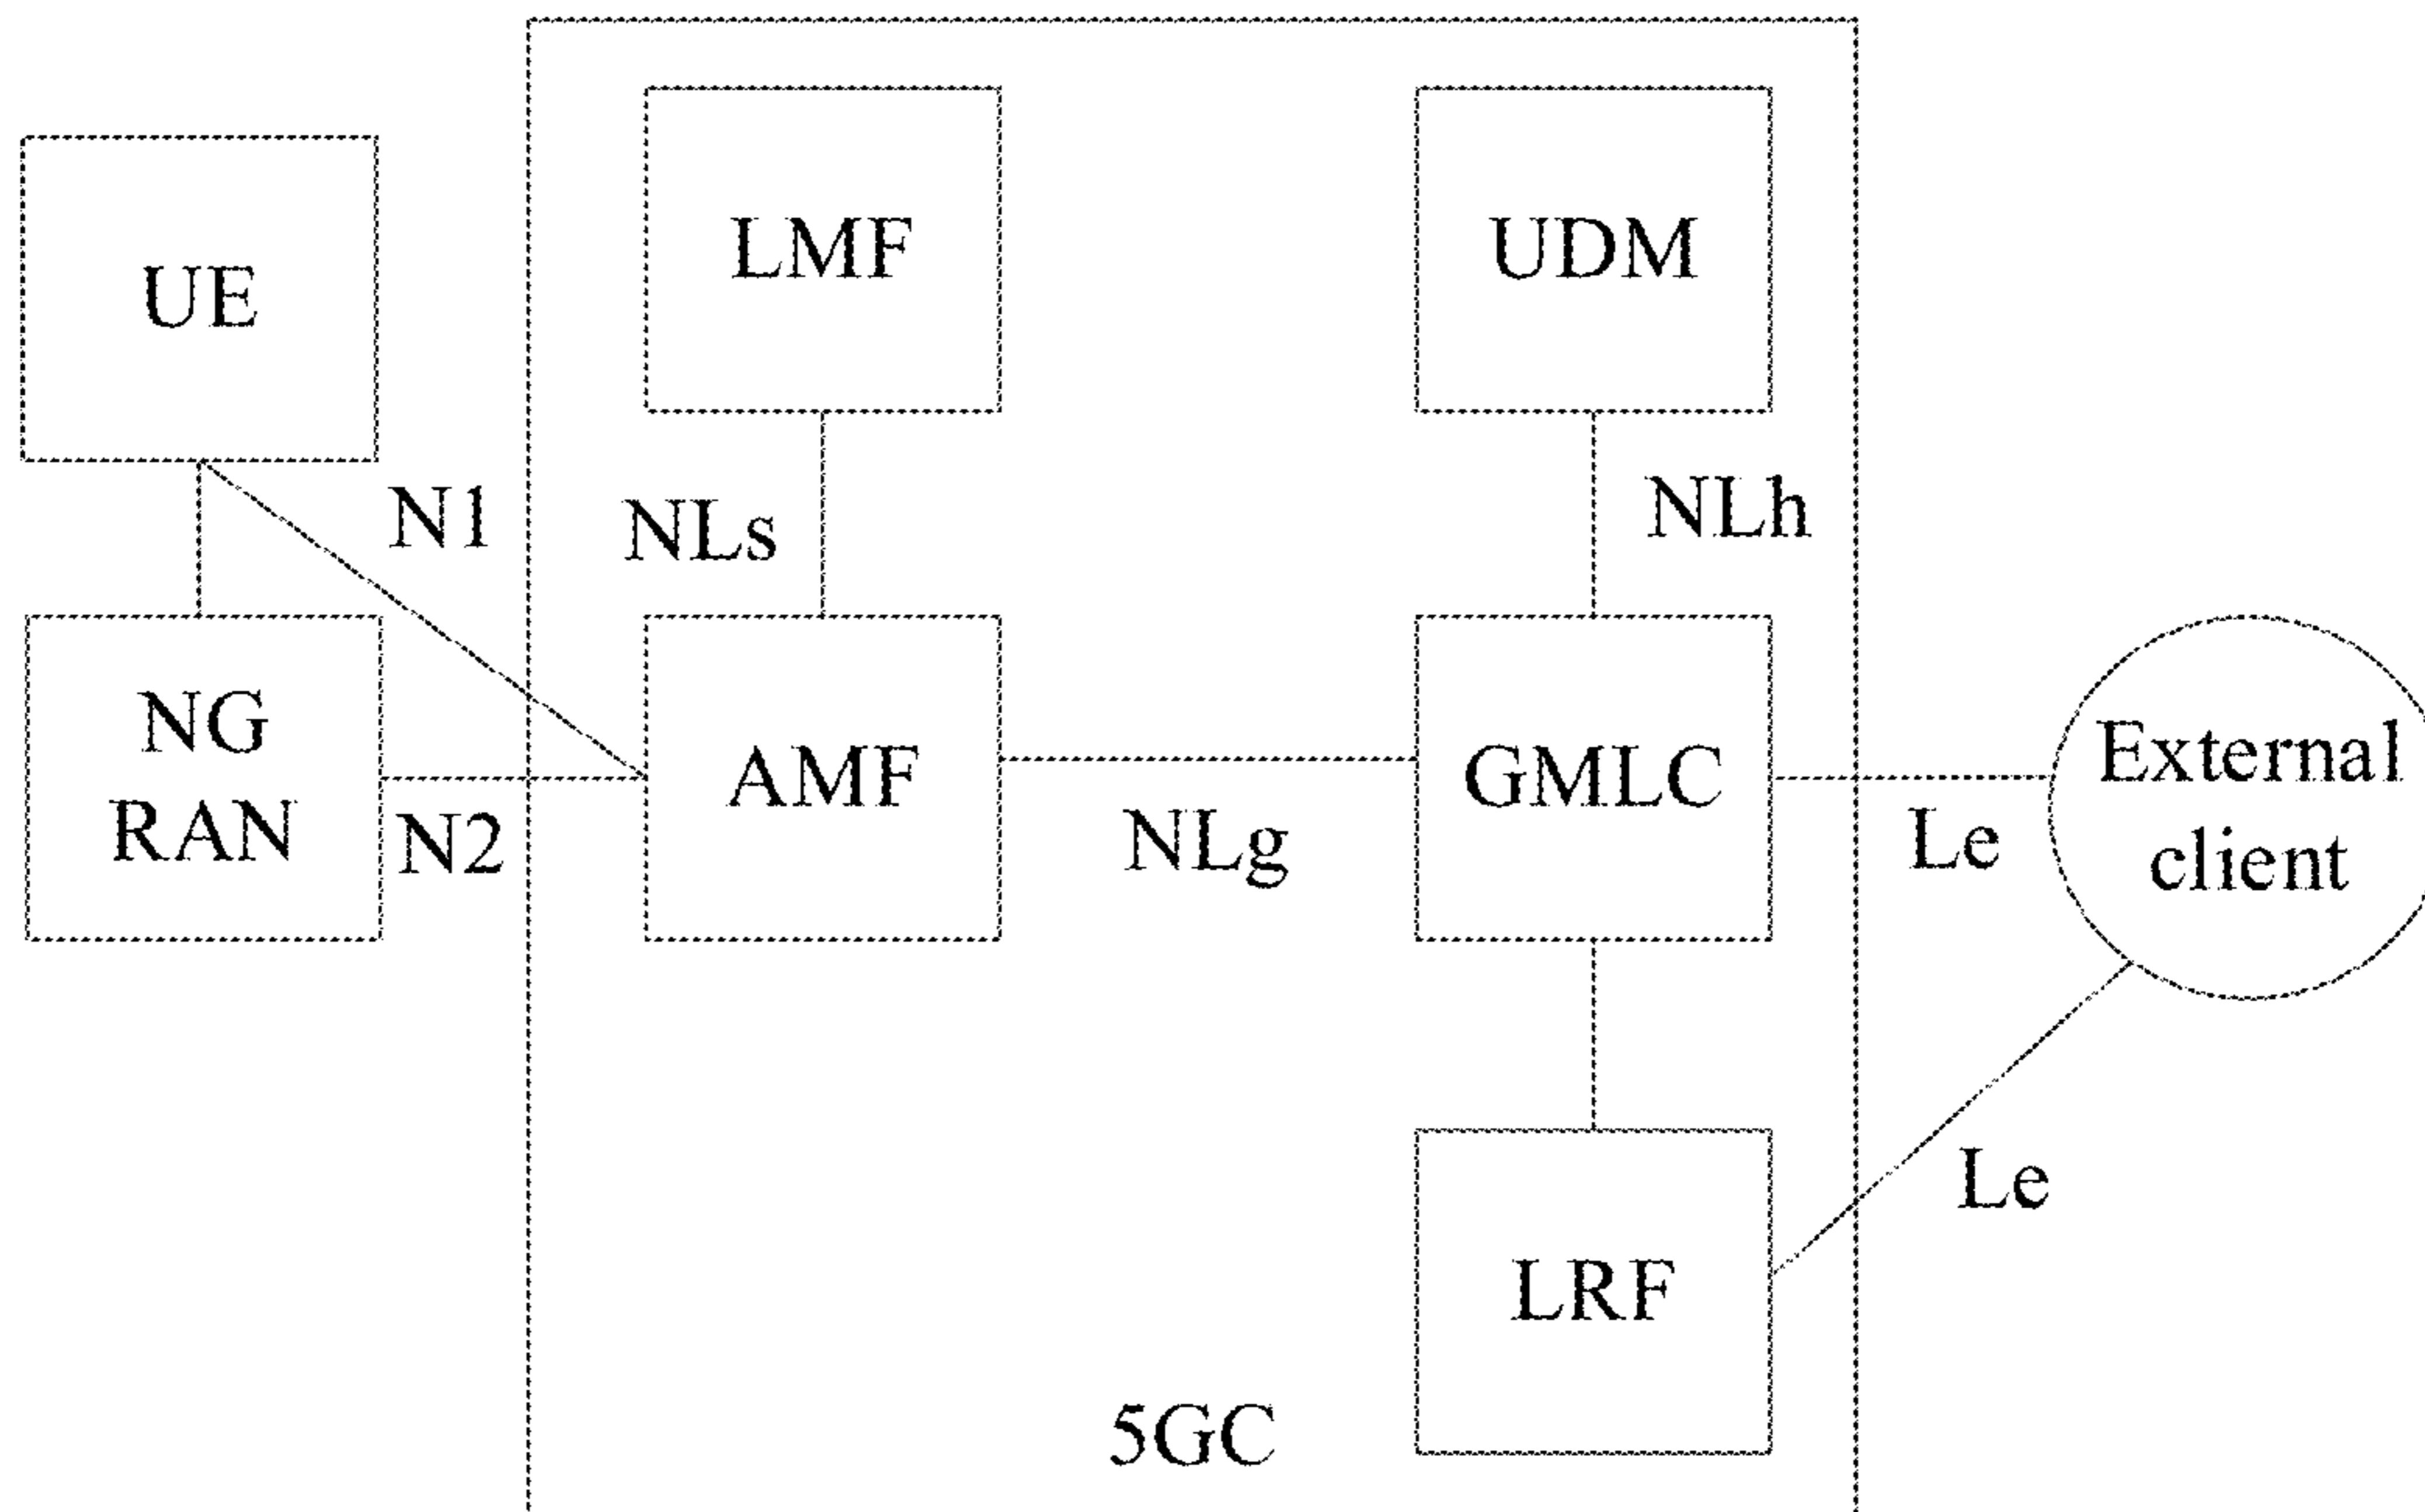 LMF
UDM
UE
N1
NLs
NLh
NG
RAN
N2
AMF
NLg
GMLC
Le
External
client
Le
LRF
5GC